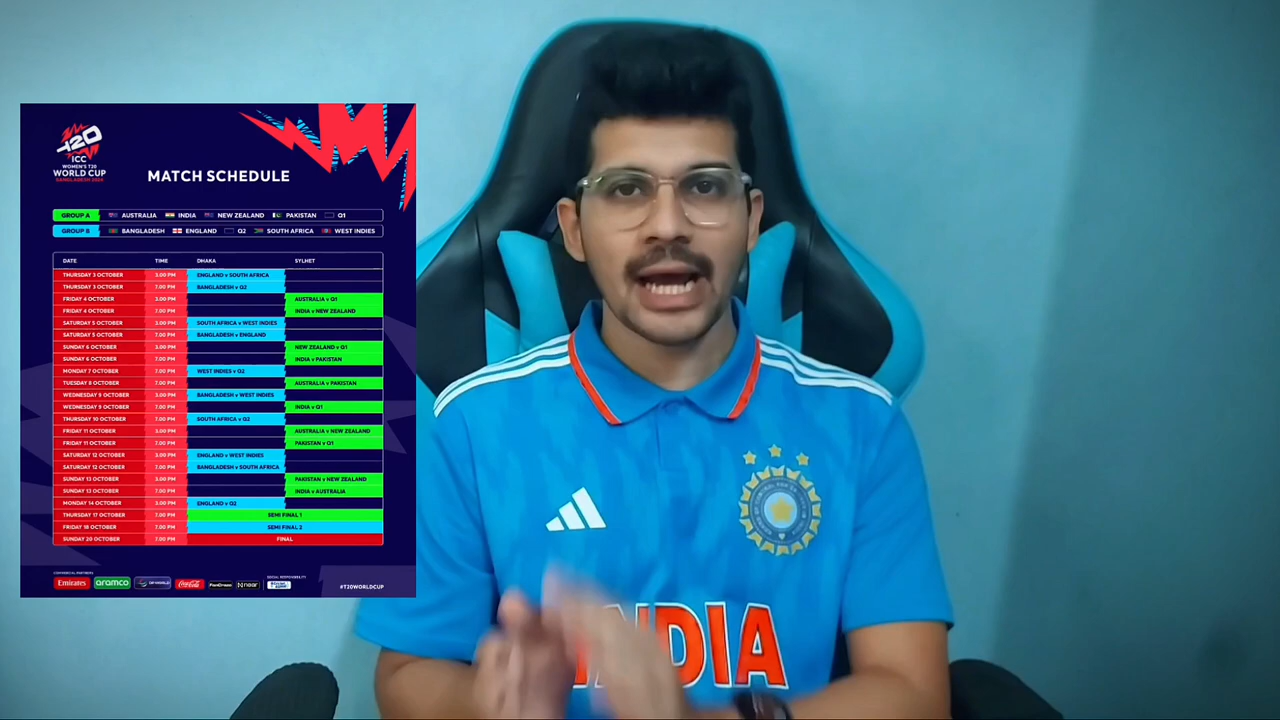 T20
ICC
WOMEN'S T20
WORLD CUP
BANGLADESH 2024
MATCH SCHEDULE
GROUP A AUSTRALIA INDIA NEW ZEALAND PAKISTAN Q1
GROUP B BANGLADESH ENGLAND Q2 SOUTH AFRICA WEST INDIES
DATE TIME DHAKA SYLHET
THURSDAY 3 OCTOBER 3.00 PM ENGLAND v SOUTH AFRICA
THURSDAY 3 OCTOBER 7.00 PM BANGLADESH v Q2
FRIDAY 4 OCTOBER 3.00 PM AUSTRALIA v Q1
FRIDAY 4 OCTOBER 7.00 PM INDIA v NEW ZEALAND
SATURDAY 5 OCTOBER 3.00 PM SOUTH AFRICA v WEST INDIES
SATURDAY 5 OCTOBER 7.00 PM BANGLADESH v ENGLAND
SUNDAY 6 OCTOBER 3.00 PM NEW ZEALAND v Q1
SUNDAY 6 OCTOBER 7.00 PM INDIA v PAKISTAN
MONDAY 7 OCTOBER 7.00 PM WEST INDIES v Q2
TUESDAY 8 OCTOBER 7.00 PM AUSTRALIA v PAKISTAN
WEDNESDAY 9 OCTOBER 3.00 PM BANGLADESH v WEST INDIES
WEDNESDAY 9 OCTOBER 7.00 PM INDIA v Q1
THURSDAY 10 OCTOBER 7.00 PM SOUTH AFRICA v Q2
FRIDAY 11 OCTOBER 3.00 PM AUSTRALIA v NEW ZEALAND
FRIDAY 11 OCTOBER 7.00 PM PAKISTAN v Q1
SATURDAY 12 OCTOBER 3.00 PM ENGLAND v WEST INDIES
SATURDAY 12 OCTOBER 7.00 PM BANGLADESH v SOUTH AFRICA
SUNDAY 13 OCTOBER 3.00 PM PAKISTAN v NEW ZEALAND
SUNDAY 13 OCTOBER 7.00 PM INDIA v AUSTRALIA
MONDAY 14 OCTOBER 3.00 PM ENGLAND v Q2
THURSDAY 17 OCTOBER 7.00 PM SEMI FINAL 1
FRIDAY 18 OCTOBER 7.00 PM SEMI FINAL 2
SUNDAY 20 OCTOBER 7.00 PM FINAL
COMMERCIAL PARTNERS
Emirates aramco DP WORLD Coca-Cola FanCraze near
#T20WORLDCUP
INDIA